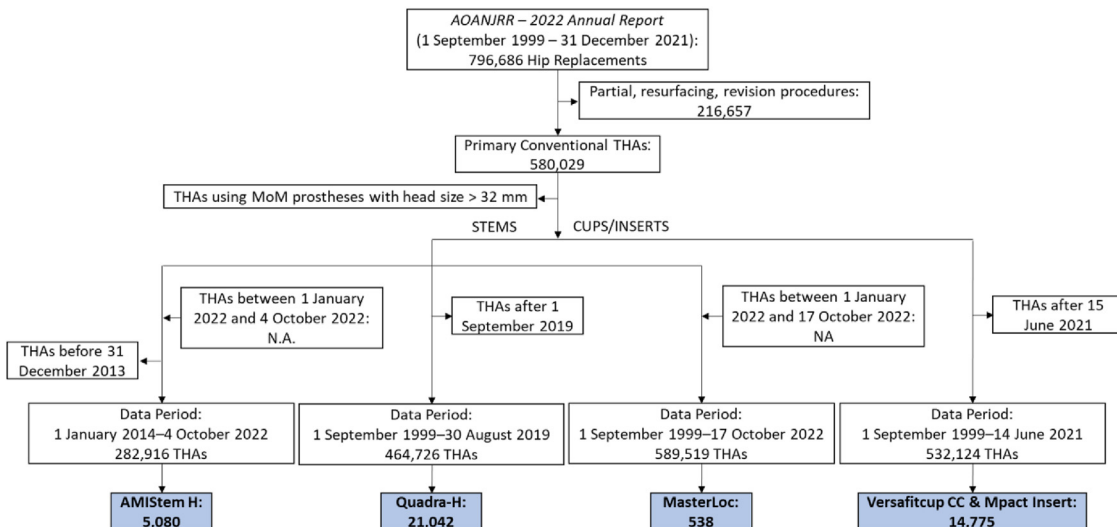 AOANJRR – 2022 Annual Report
(1 September 1999 – 31 December 2021):
796,686 Hip Replacements
Partial, resurfacing, revision procedures:
216,657
Primary Conventional THAs:
580,029
THAs using MoM prostheses with head size > 32 mm
STEMS
CUPS/INSERTS
THAs between 1 January
2022 and 4 October 2022:
N.A.
THAs after 1
September 2019
THAs between 1 January
2022 and 17 October 2022:
NA
THAs after 15
June 2021
THAs before 31
December 2013
Data Period:
1 January 2014–4 October 2022
282,916 THAs
Data Period:
1 September 1999–30 August 2019
464,726 THAs
Data Period:
1 September 1999–17 October 2022
589,519 THAs
Data Period:
1 September 1999–14 June 2021
532,124 THAs
AMIStem H:
5,080
Quadra-H:
21,042
MasterLoc:
538
Versafitcup CC & Mpact Insert:
14,775